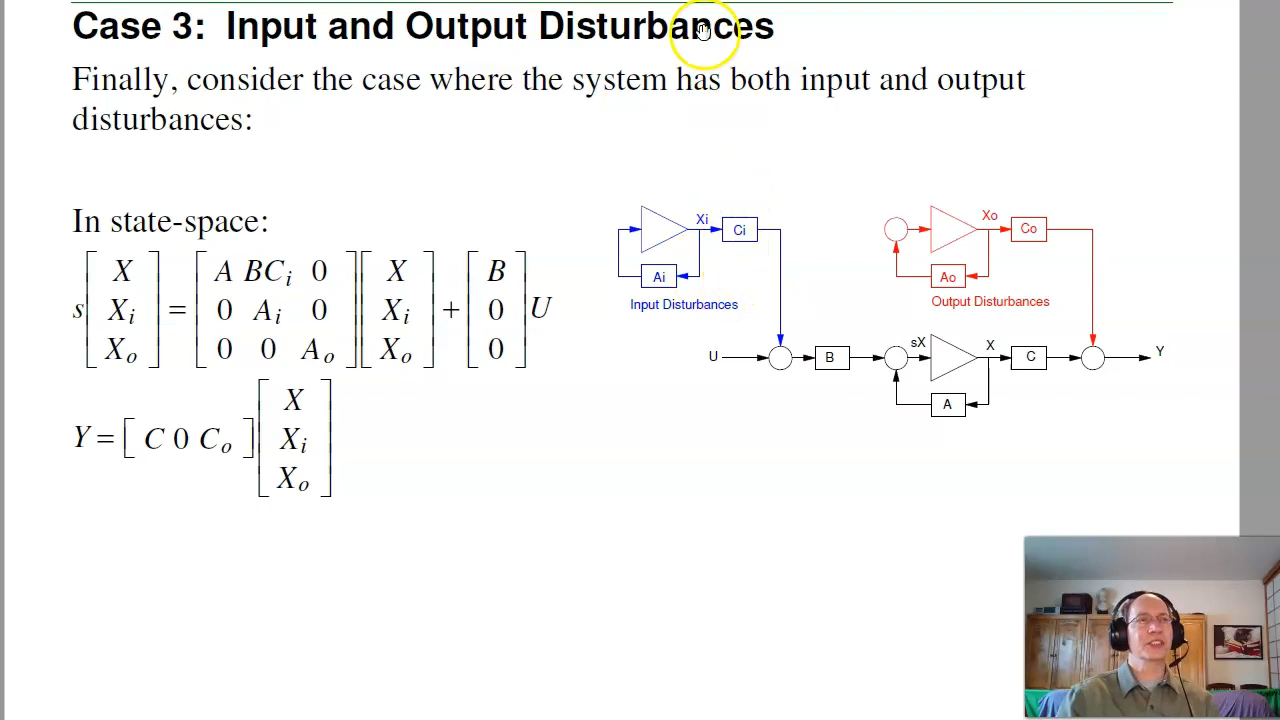 Case 3: Input and Output Disturbances
Finally, consider the case where the system has both input and output
disturbances:
In state-space:
s[X Xi Xo] = [A BCi 0 0 Ai 0 0 0 Ao][X Xi Xo] + [B 0 0]U
Y = [C 0 Co][X Xi Xo]
Xi
Ci
Ai
Input Disturbances
Xo
Co
Ao
Output Disturbances
U
B
sX
X
C
Y
A